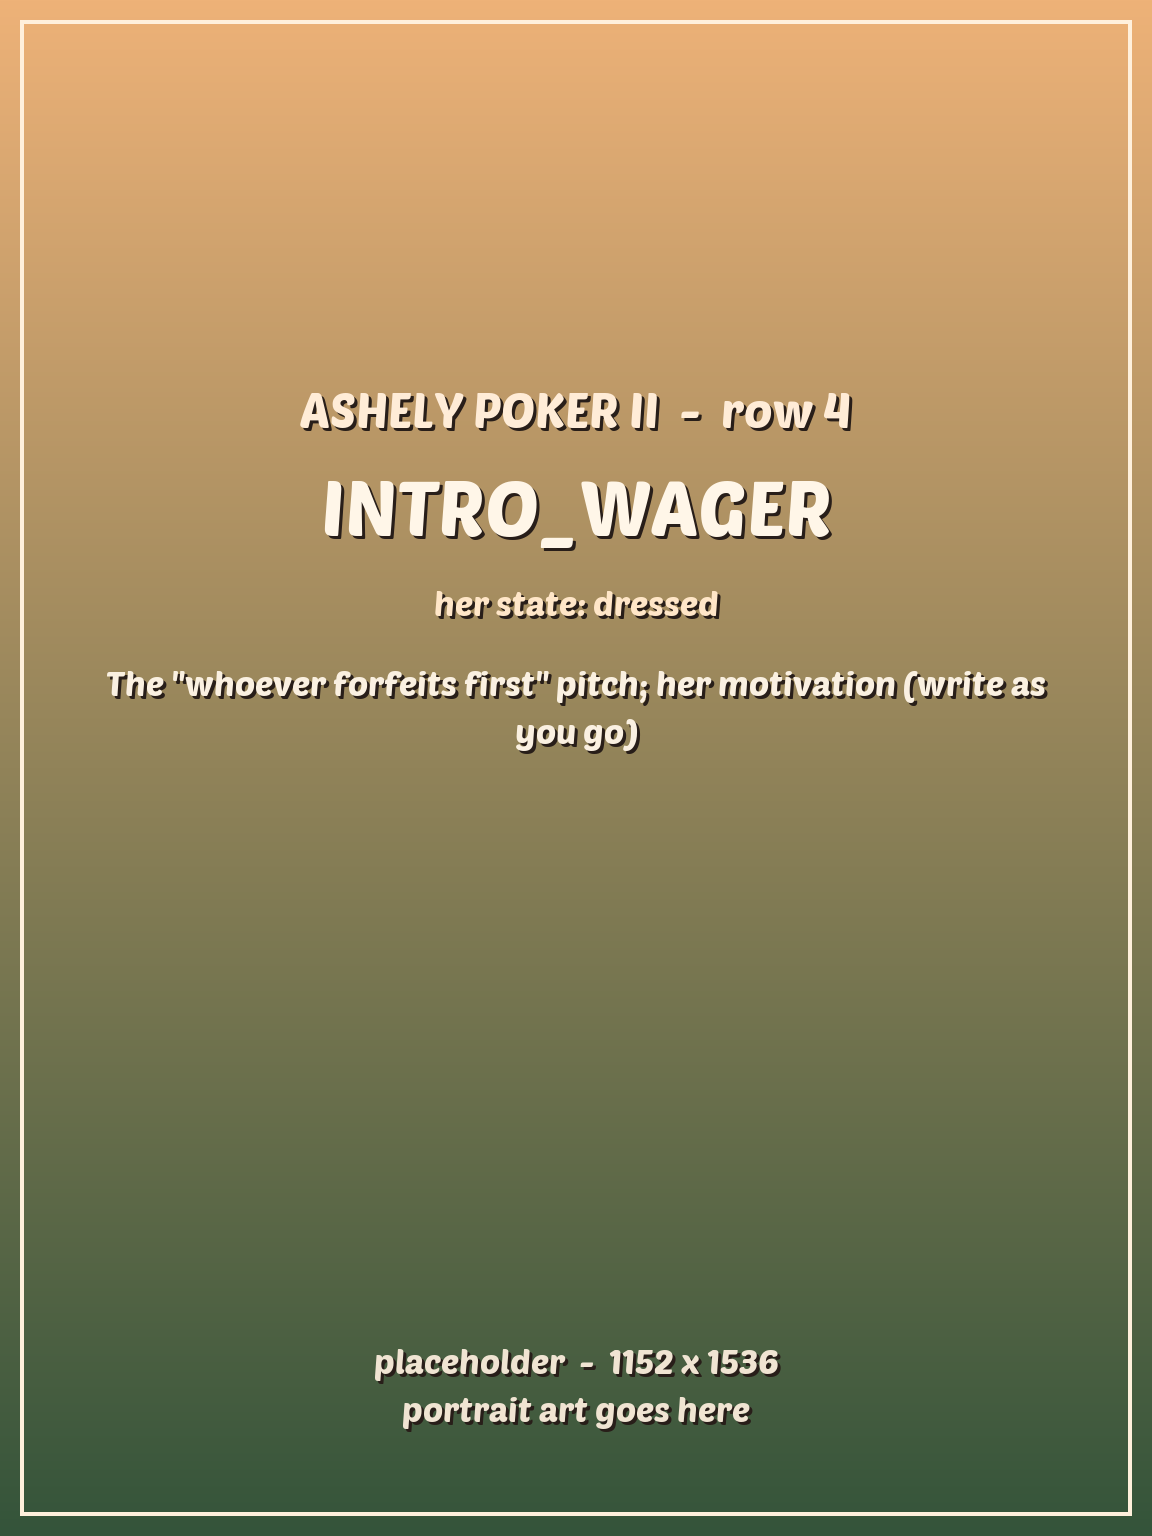 ASHELY POKER II - row 4
INTRO_WAGER
her state: dressed
The "whoever forfeits first" pitch; her motivation (write as
you go)
placeholder - 1152 x 1536
portrait art goes here